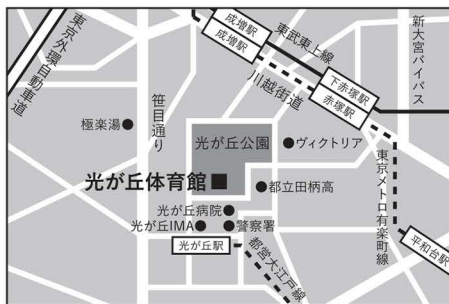 東京外環自動車道
笹目通り
成増駅
成増駅
東武東上線
川越街道
下赤塚駅
赤塚駅
新大宮バイパス
極楽湯
光が丘公園
ヴィクトリア
光が丘体育館
都立田柄高
東京メトロ有楽町線
光が丘病院
光が丘IMA
警察署
光が丘駅
都営大江戸線
平和台駅